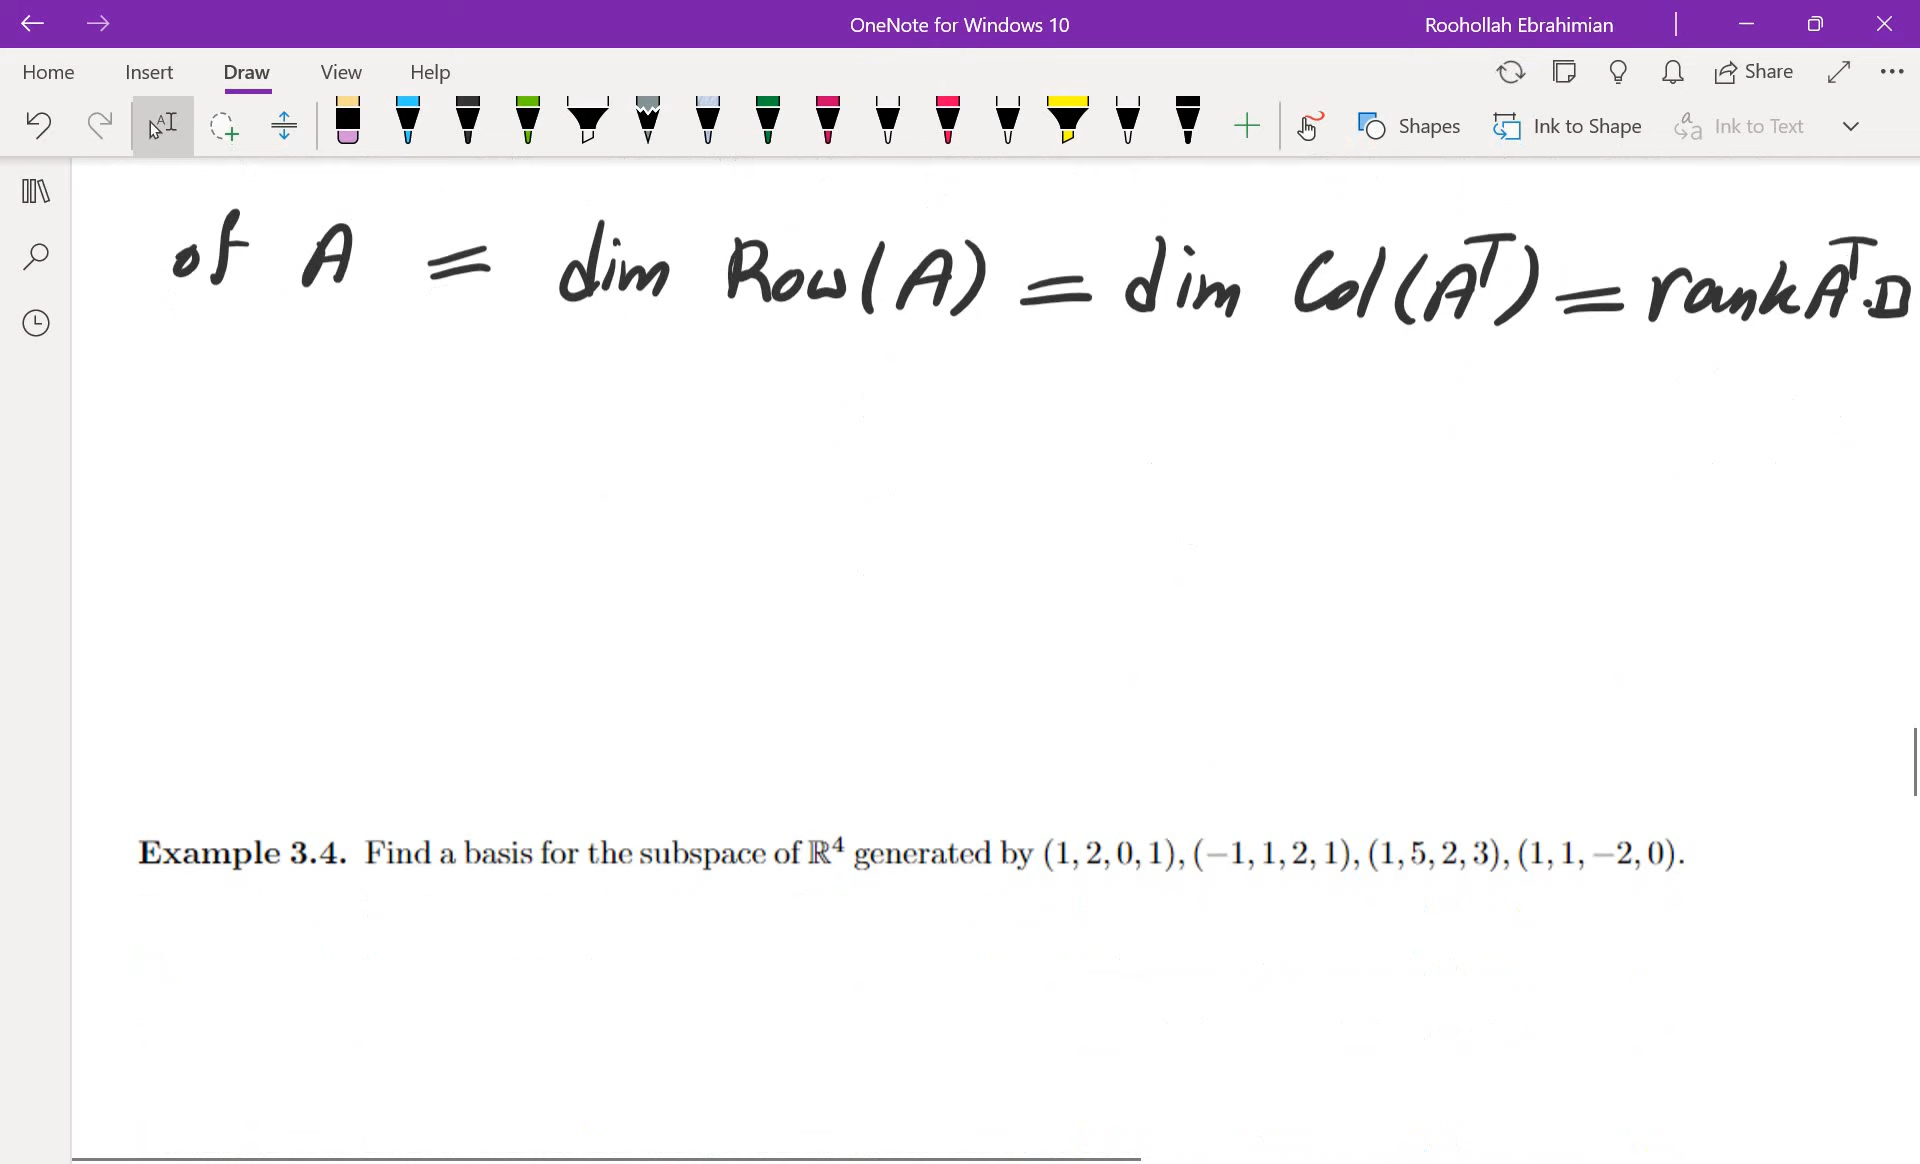 OneNote for Windows 10
Roohollah Ebrahimian
Home Insert Draw View Help Share
Shapes Ink to Shape Ink to Text
of A = dim Row(A) = dim Col(Aᵀ) = rank Aᵀ. □
Example 3.4. Find a basis for the subspace of ℝ⁴ generated by (1, 2, 0, 1), (−1, 1, 2, 1), (1, 5, 2, 3), (1, 1, −2, 0).